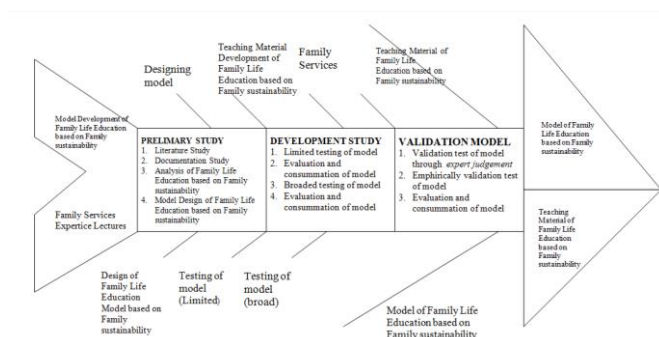 Designing
model
Teaching Material
Development of
Family Life
Education based on
Family sustainability
Family
Services
Teaching Material of
Family Life
Education based on
Family sustainability
Model Development of
Family Life Education
based on Family
sustainability
Family Services
Expertice Lectures
PRELIMARY STUDY
1. Literature Study
2. Documentation Study
3. Analysis of Family Life
Education based on Family
sustainability
4. Model Design of Family Life
Education based on Family
sustainability
DEVELOPMENT STUDY
1. Limited testing of model
2. Evaluation and
consummation of model
3. Broaded testing of model
4. Evaluation and
consummation of model
VALIDATION MODEL
1. Validation test of model
through expert judgement
2. Empirically validation test
of model
3. Evaluation and
consummation of model
Model of Family
Life Education
based on Family
sustainability
Teaching
Material of
Family Life
Education
based on
Family
sustainability
Design of
Family Life
Education
Model based on
Family
sustainability
Testing of
model
(Limited)
Testing of
model
(broad)
Model of Family Life
Education based on
Family sustainability